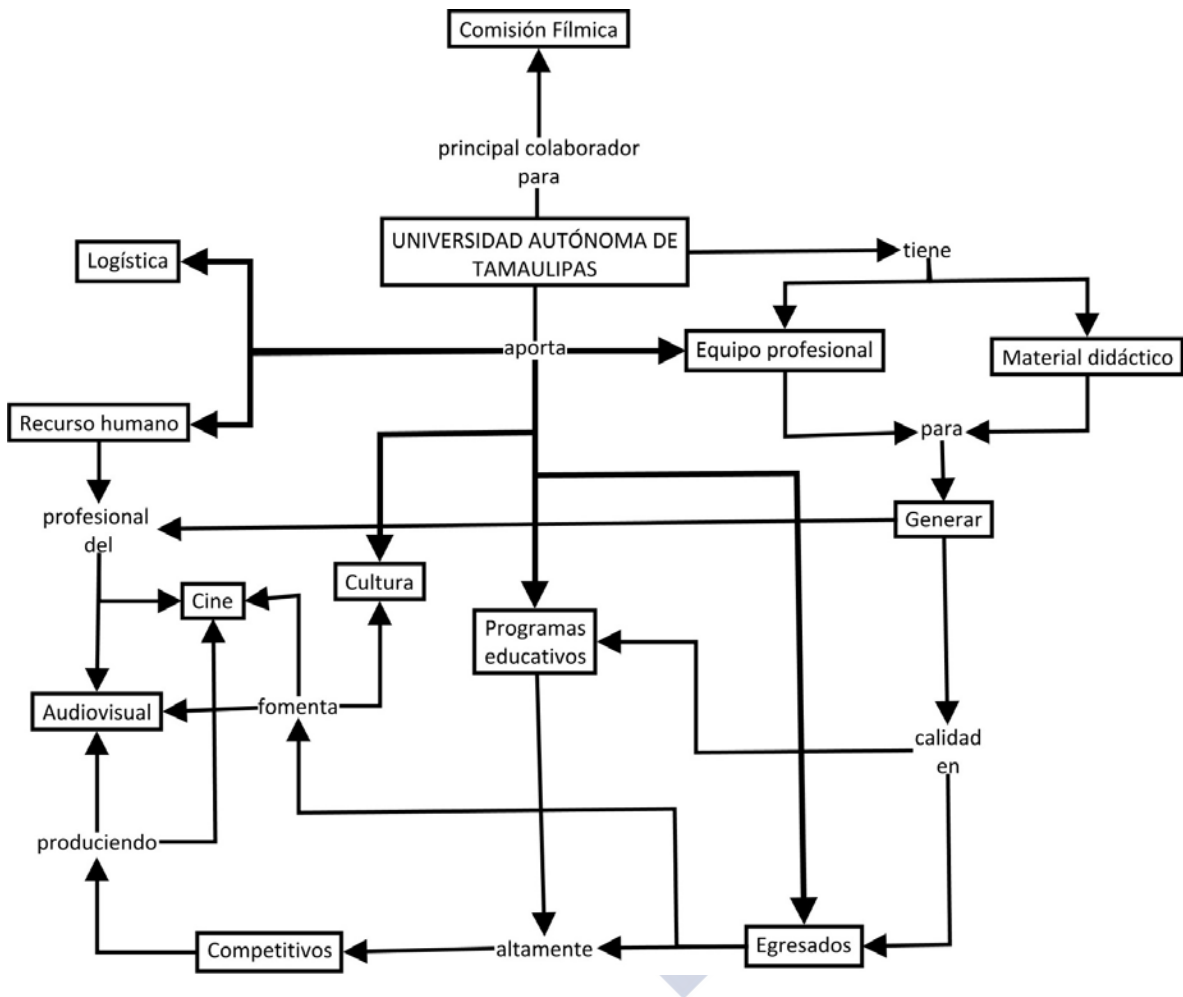 Comisión Fílmica
principal colaborador
para
UNIVERSIDAD AUTÓNOMA DE
TAMAULIPAS
tiene
Logística
aporta
Equipo profesional
Material didáctico
Recurso humano
para
profesional
del
Generar
Cine
Cultura
Programas
educativos
Audiovisual
fomenta
calidad
en
produciendo
Competitivos
altamente
Egresados